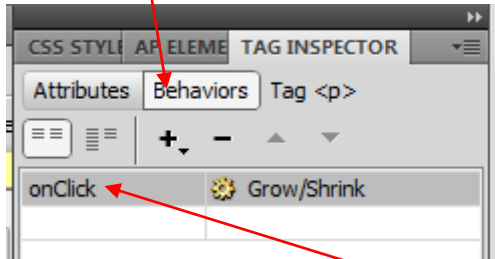 CSS STYLE AP ELEME TAG INSPECTOR
Attributes Behaviors Tag <p>
onClick Grow/Shrink